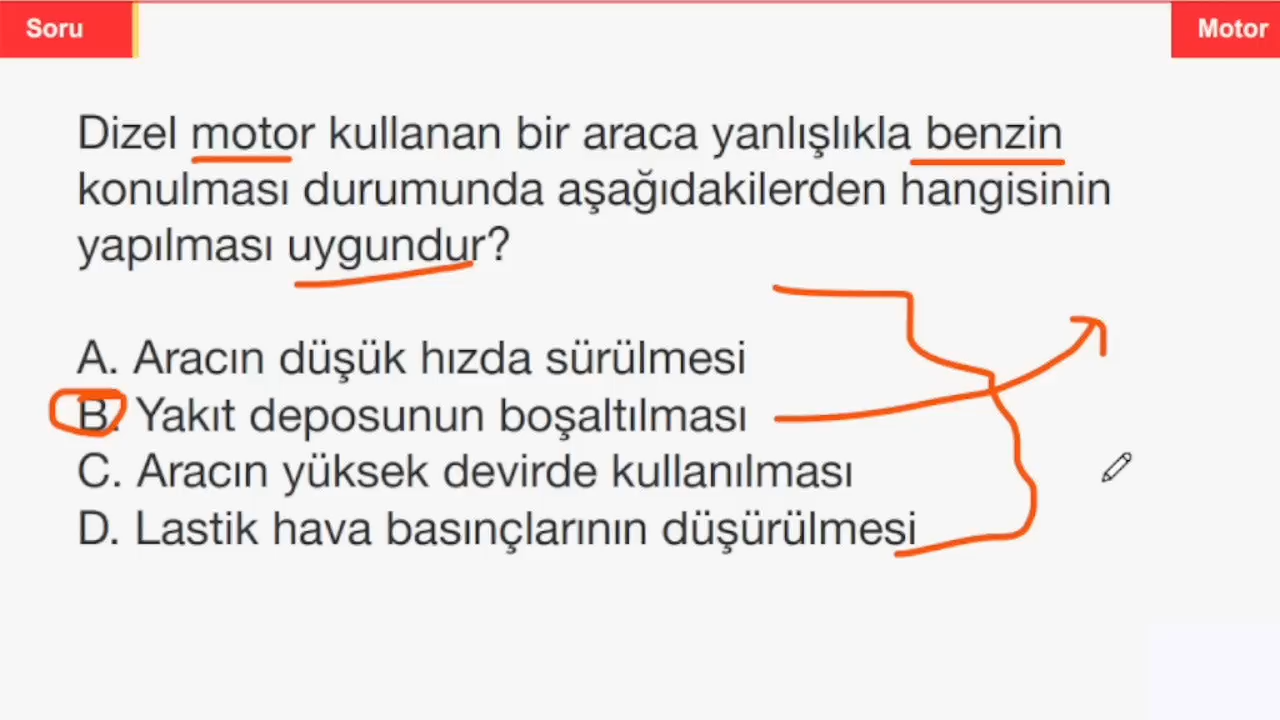 Soru
Motor
Dizel motor kullanan bir araca yanlışlıkla benzin
konulması durumunda aşağıdakilerden hangisinin
yapılması uygundur?
A. Aracın düşük hızda sürülmesi
B. Yakıt deposunun boşaltılması
C. Aracın yüksek devirde kullanılması
D. Lastik hava basınçlarının düşürülmesi